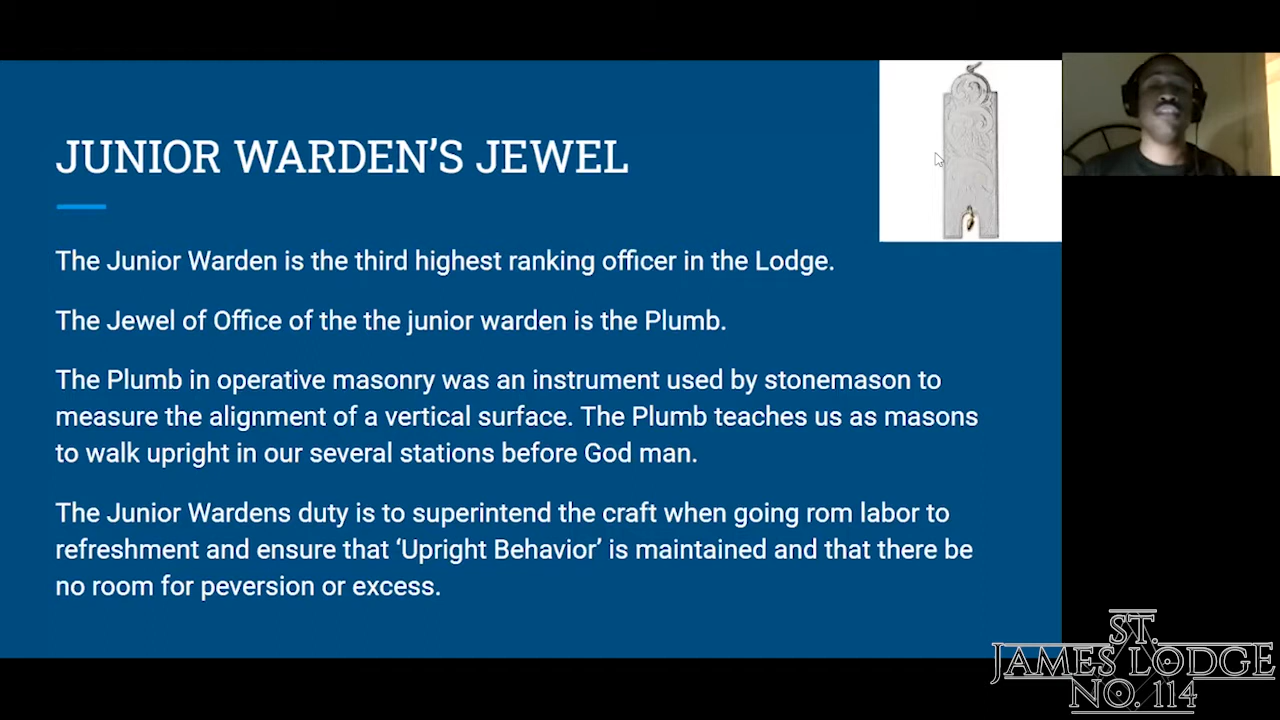 JUNIOR WARDEN'S JEWEL
The Junior Warden is the third highest ranking officer in the Lodge.
The Jewel of Office of the the junior warden is the Plumb.
The Plumb in operative masonry was an instrument used by stonemason to
measure the alignment of a vertical surface. The Plumb teaches us as masons
to walk upright in our several stations before God man.
The Junior Wardens duty is to superintend the craft when going rom labor to
refreshment and ensure that ‘Upright Behavior’ is maintained and that there be
no room for peversion or excess.
ST.
JAMES LODGE
NO. 114